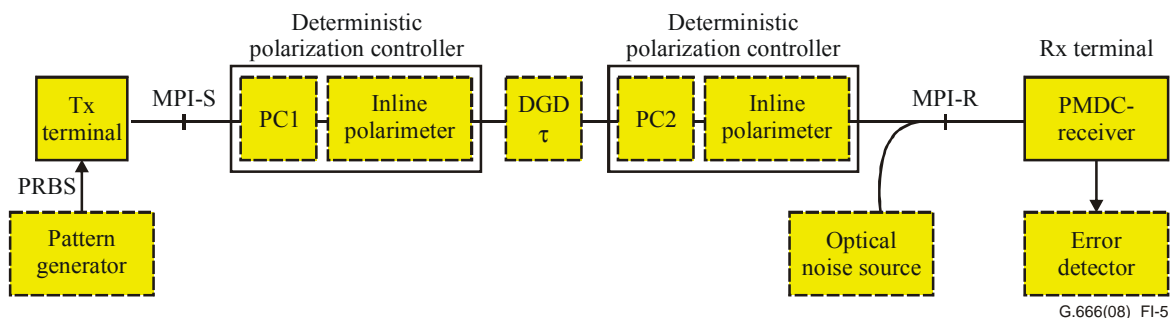 Deterministic
polarization controller
Deterministic
polarization controller
Rx terminal
Tx
terminal
MPI-S
PC1
Inline
polarimeter
DGD
τ
PC2
Inline
polarimeter
MPI-R
PMDC-
receiver
PRBS
Pattern
generator
Optical
noise source
Error
detector
G.666(08)_FI-5